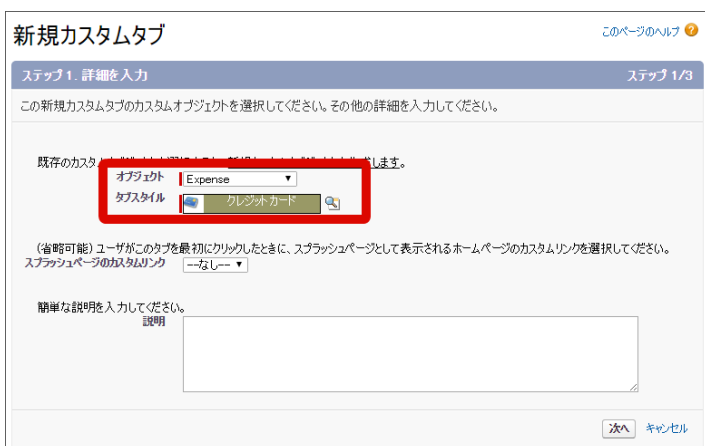 新規カスタムタブ
このページのヘルプ
ステップ 1. 詳細を入力
ステップ 1/3
この新規カスタムタブのカスタムオブジェクトを選択してください。その他の詳細を入力してください。
既存のカスタ します。
オブジェクト Expense
タブスタイル クレジットカード
(省略可能) ユーザがこのタブを最初にクリックしたときに、スプラッシュページとして表示されるホームページのカスタムリンクを選択してください。
スプラッシュページのカスタムリンク --なし--
簡単な説明を入力してください。
説明
次へ キャンセル